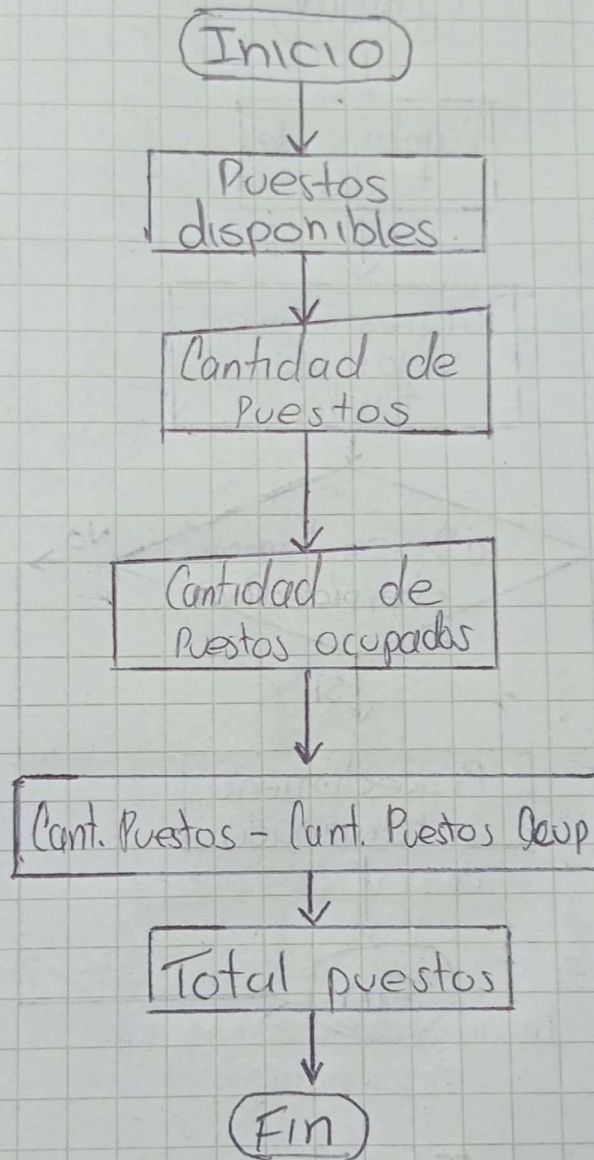 Inicio
Puestos
disponibles
Cantidad de
Puestos
Cantidad de
Puestos ocupados
Cant. Puestos - Cant. Puestos Ocup
Total puestos
Fin